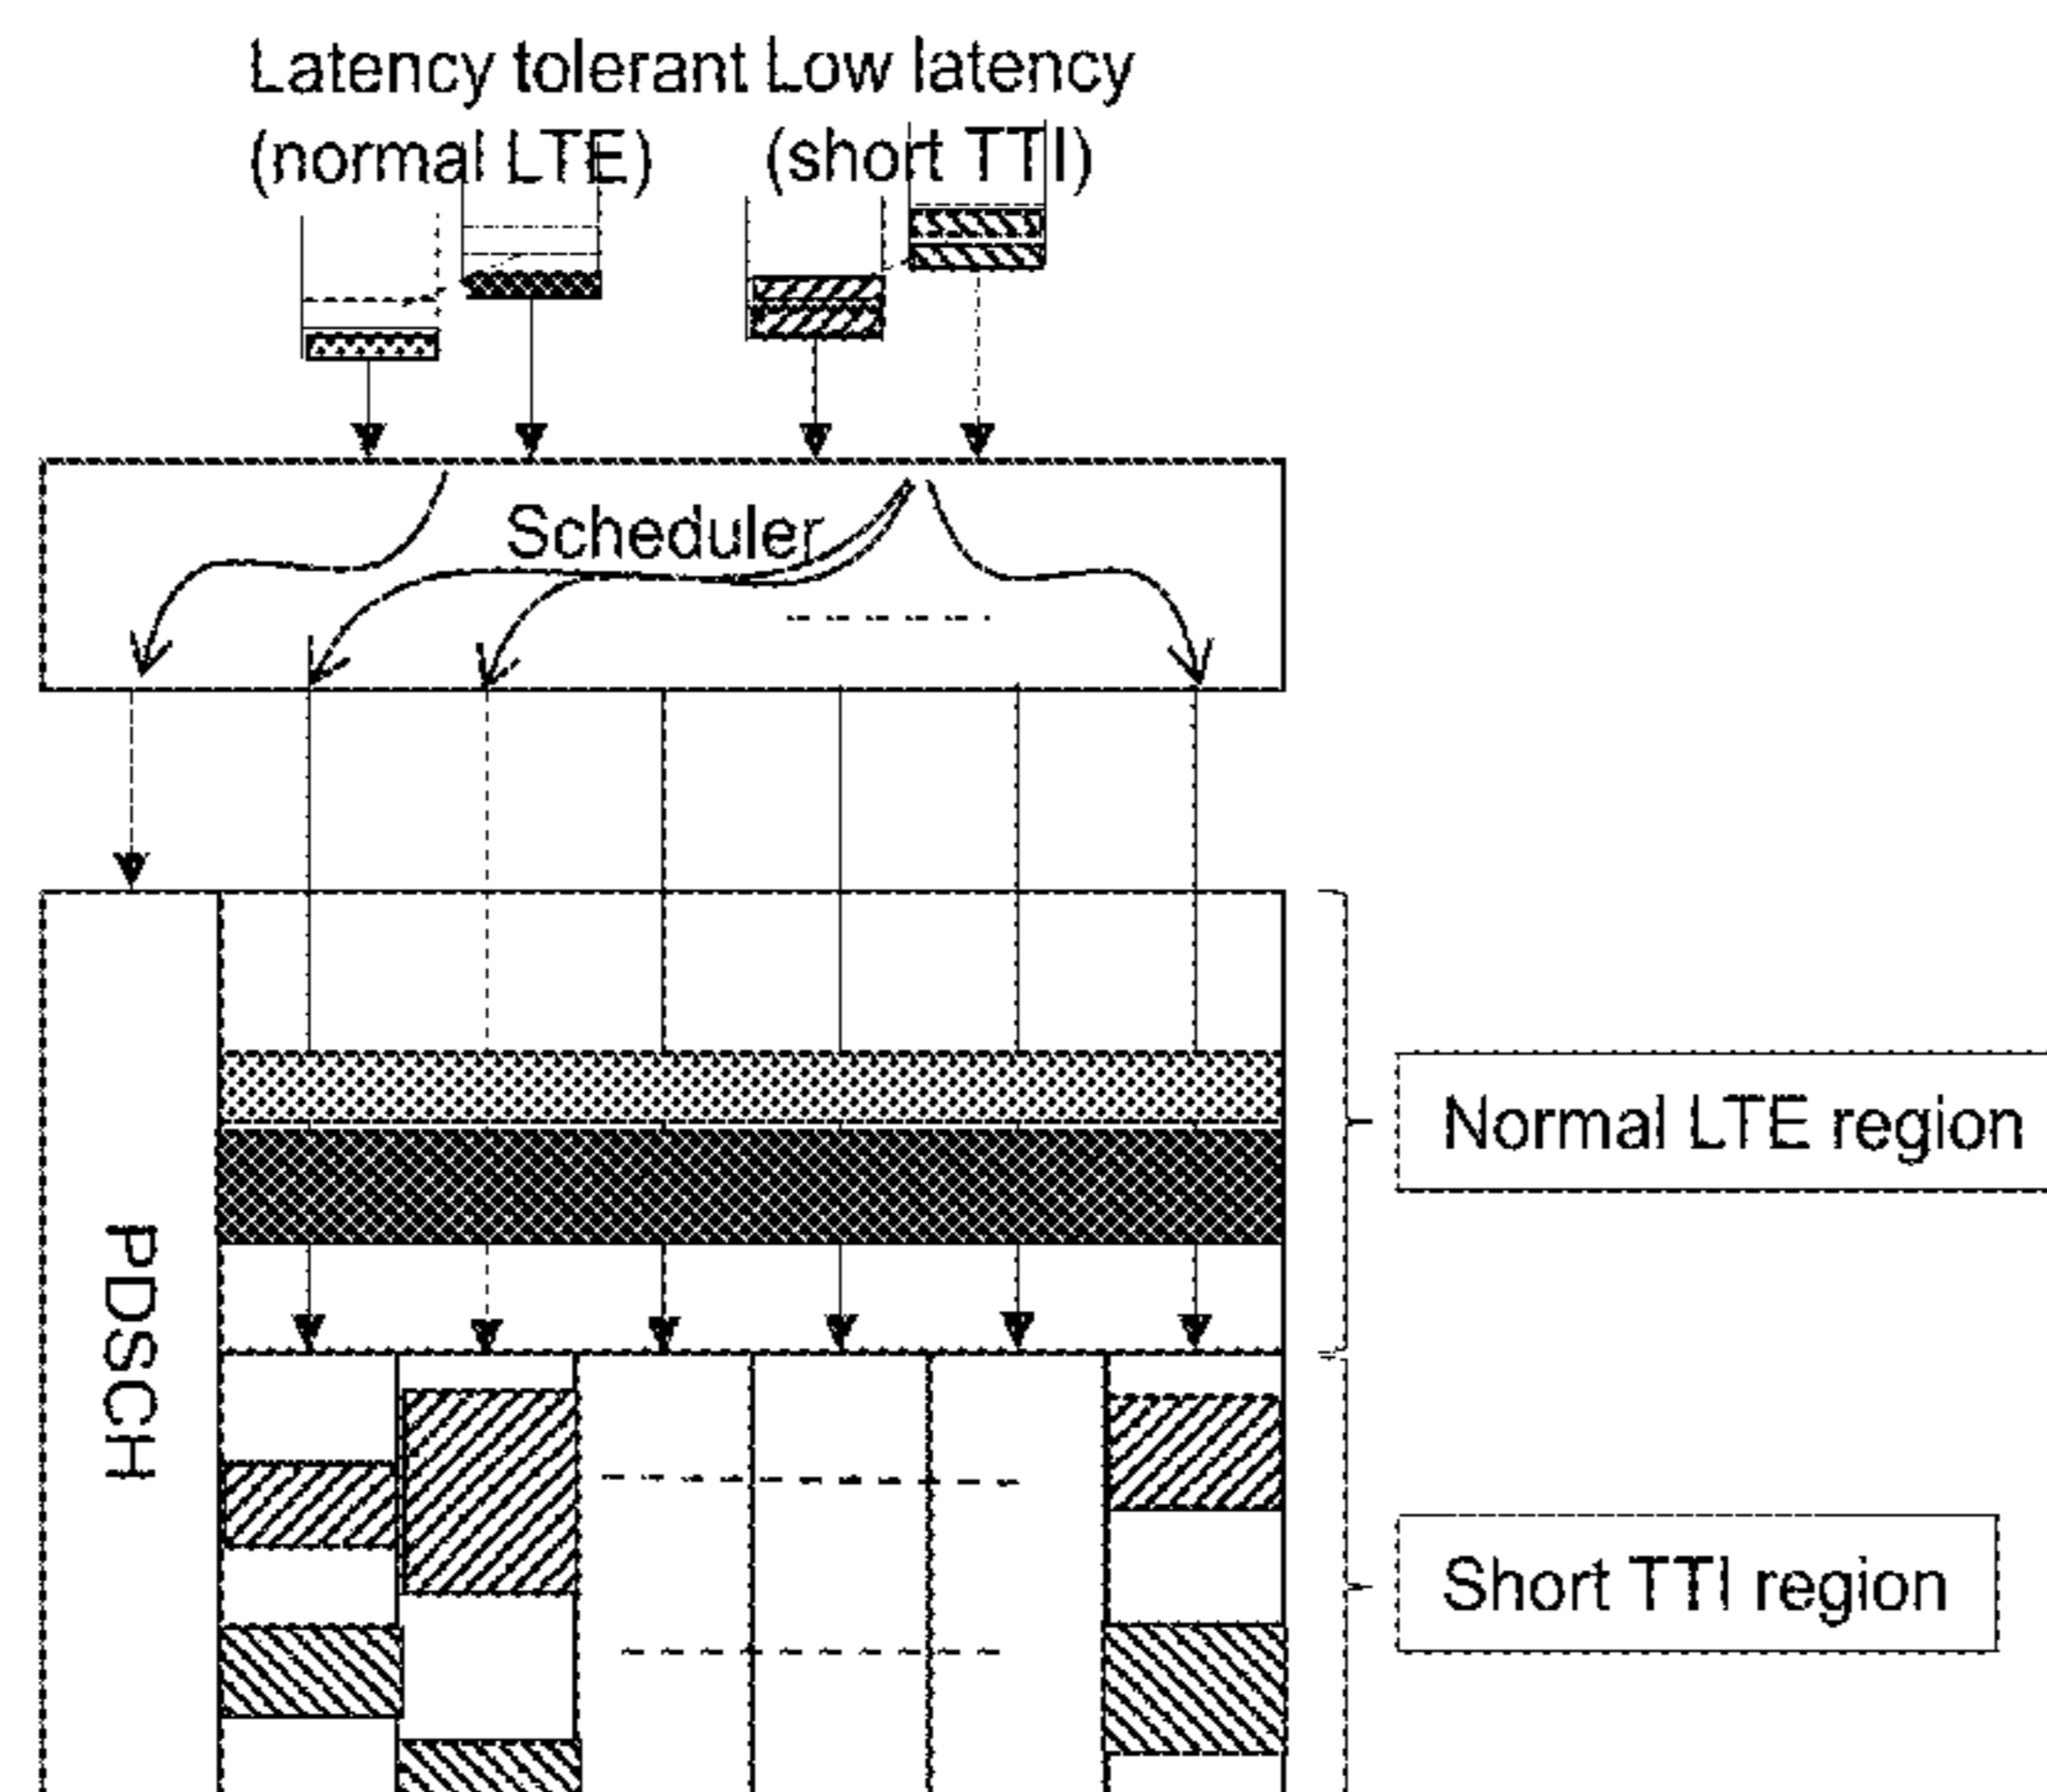 Latency tolerant Low latency
(normal LTE) (short TTI)
Scheduler
Normal LTE region
PDSCH
Short TTI region